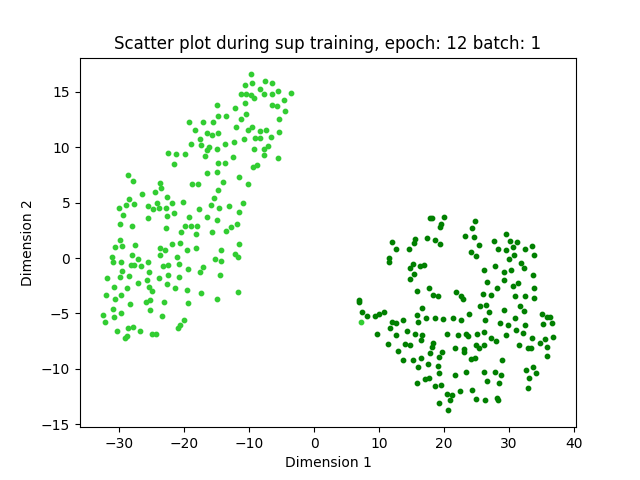 Scatter plot during sup training, epoch: 12 batch: 1
15
10
5
0
−5
−10
−15
Dimension 2
−30 −20 −10 0 10 20 30 40
Dimension 1